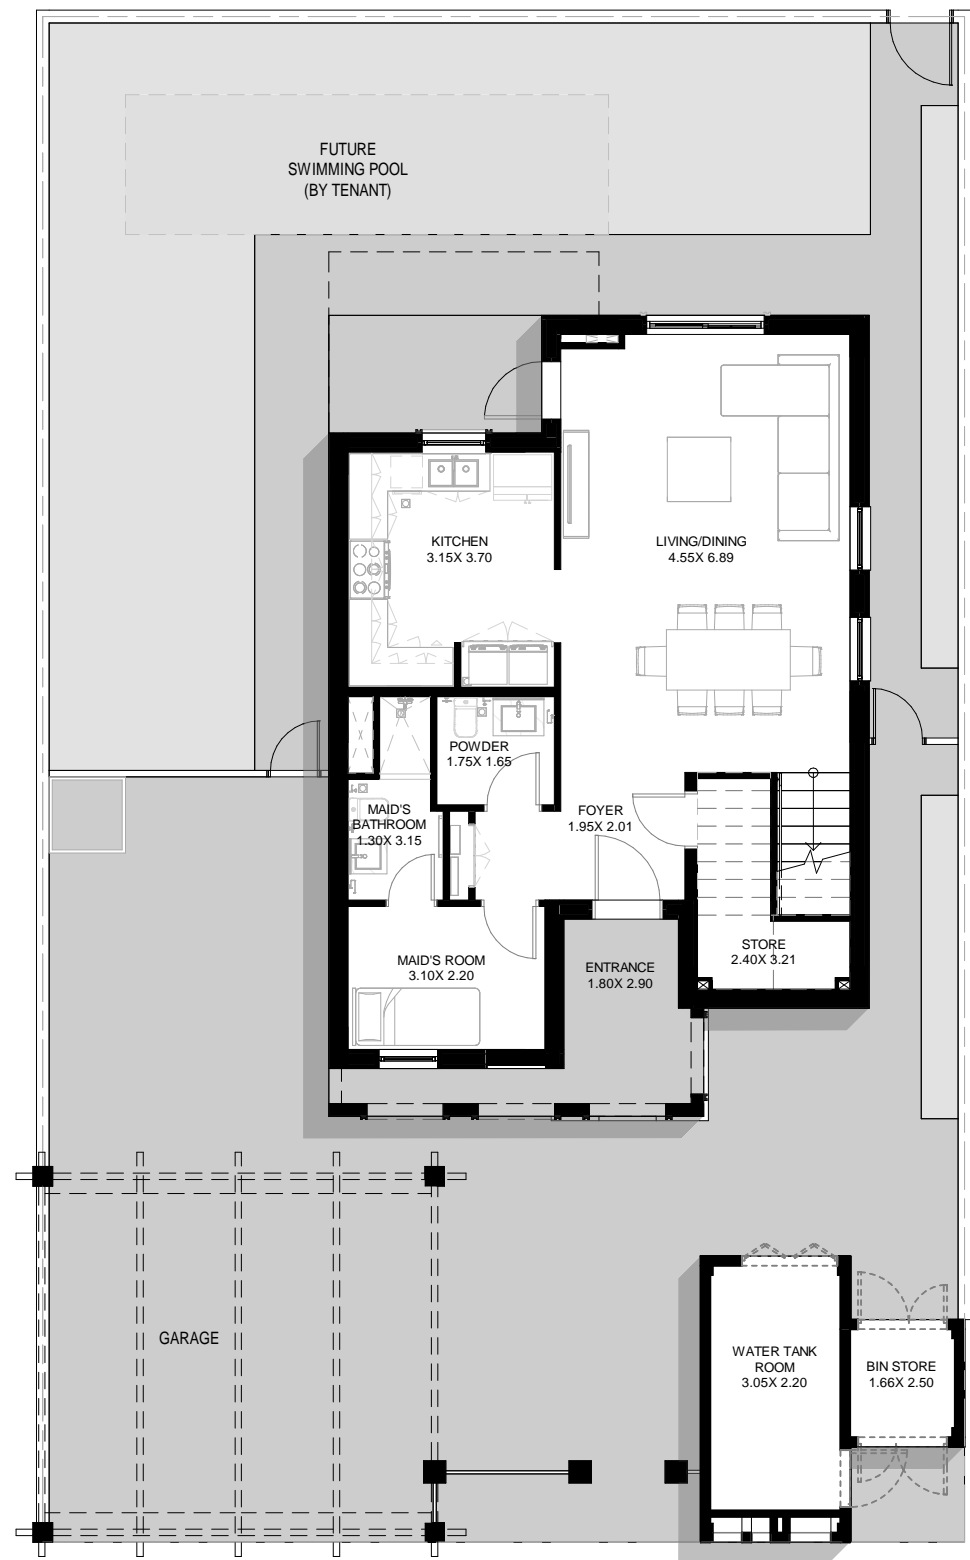 FUTURE
SWIMMING POOL
(BY TENANT)
KITCHEN
3.15X 3.70
LIVING/DINING
4.55X 6.89
POWDER
1.75X 1.65
MAID'S
BATHROOM
1.30X 3.15
FOYER
1.95X 2.01
MAID'S ROOM
3.10X 2.20
ENTRANCE
1.80X 2.90
STORE
2.40X 3.21
GARAGE
WATER TANK
ROOM
3.05X 2.20
BIN STORE
1.66X 2.50